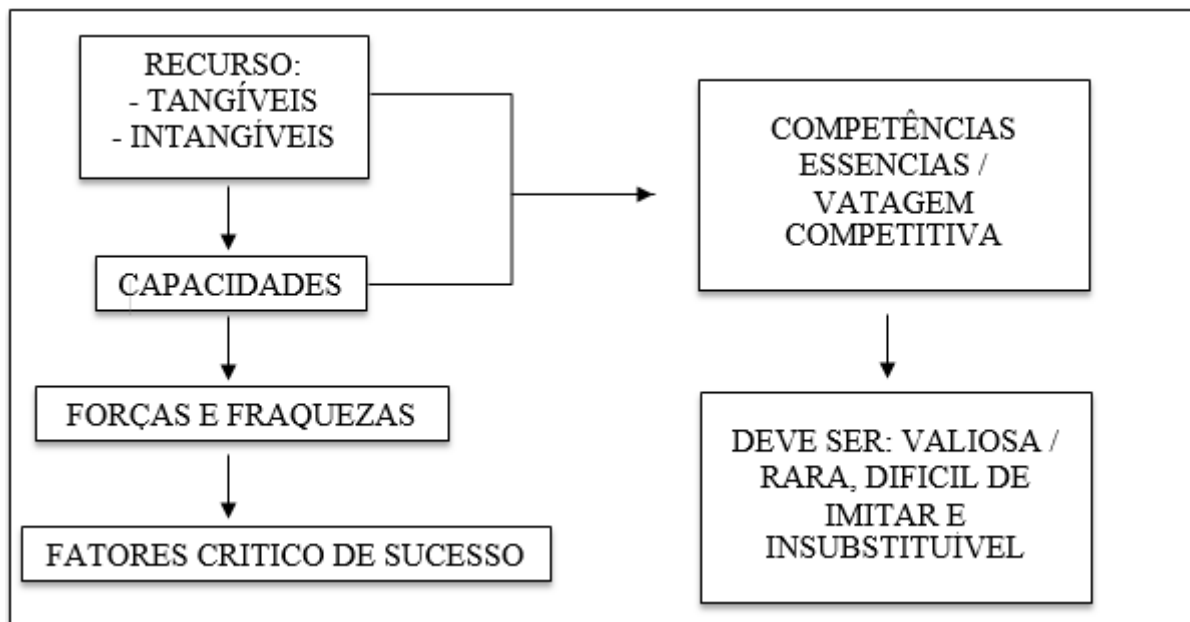 RECURSO:
- TANGÍVEIS
- INTANGÍVEIS
CAPACIDADES
FORÇAS E FRAQUEZAS
FATORES CRITICO DE SUCESSO
COMPETÊNCIAS
ESSENCIAS /
VATAGEM
COMPETITIVA
DEVE SER: VALIOSA /
RARA, DIFICIL DE
IMITAR E
INSUBSTITUÍVEL